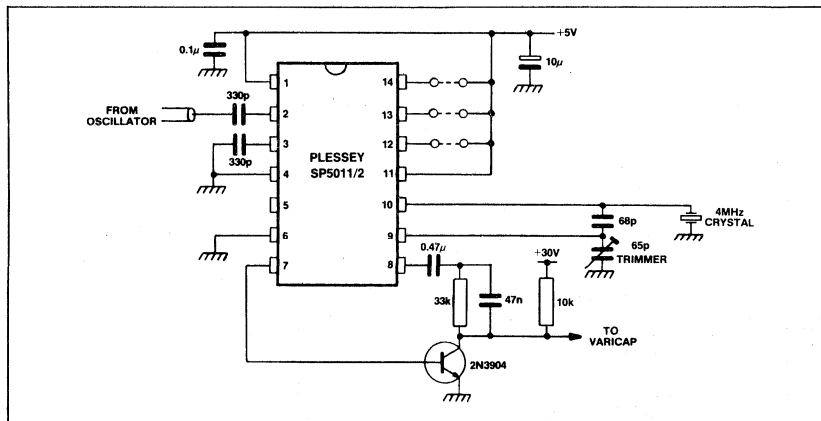 +5V
0.1μ
10μ
1
14
330p
FROM
OSCILLATOR
2
13
3
330p
12
PLESSEY
SP5011/2
4
11
5
10
68p
4MHz
CRYSTAL
6
9
65p
TRIMMER
0.47μ
+30V
7
8
33k
47n
10k
TO
VARICAP
2N3904